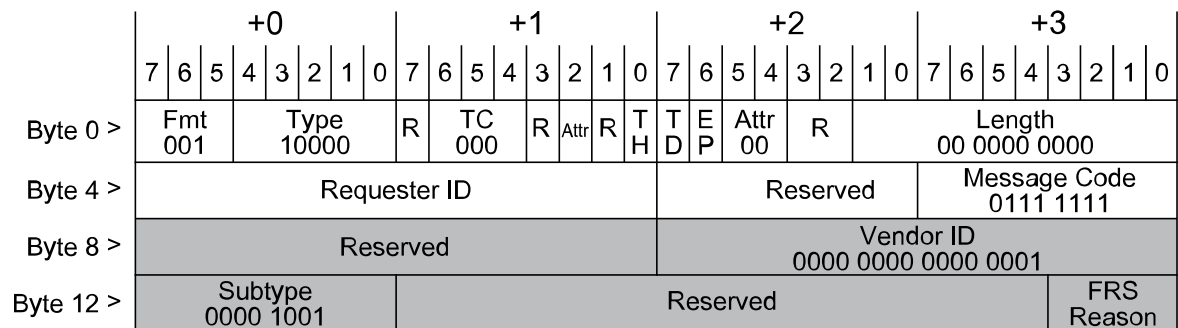 +0 +1 +2 +3
7 6 5 4 3 2 1 0 7 6 5 4 3 2 1 0 7 6 5 4 3 2 1 0 7 6 5 4 3 2 1 0
Byte 0 > Fmt 001 Type 10000 R TC 000 R Attr R TH TD EP Attr 00 R Length 00 0000 0000
Byte 4 > Requester ID Reserved Message Code 0111 1111
Byte 8 > Reserved Vendor ID 0000 0000 0000 0001
Byte 12 > Subtype 0000 1001 Reserved FRS Reason